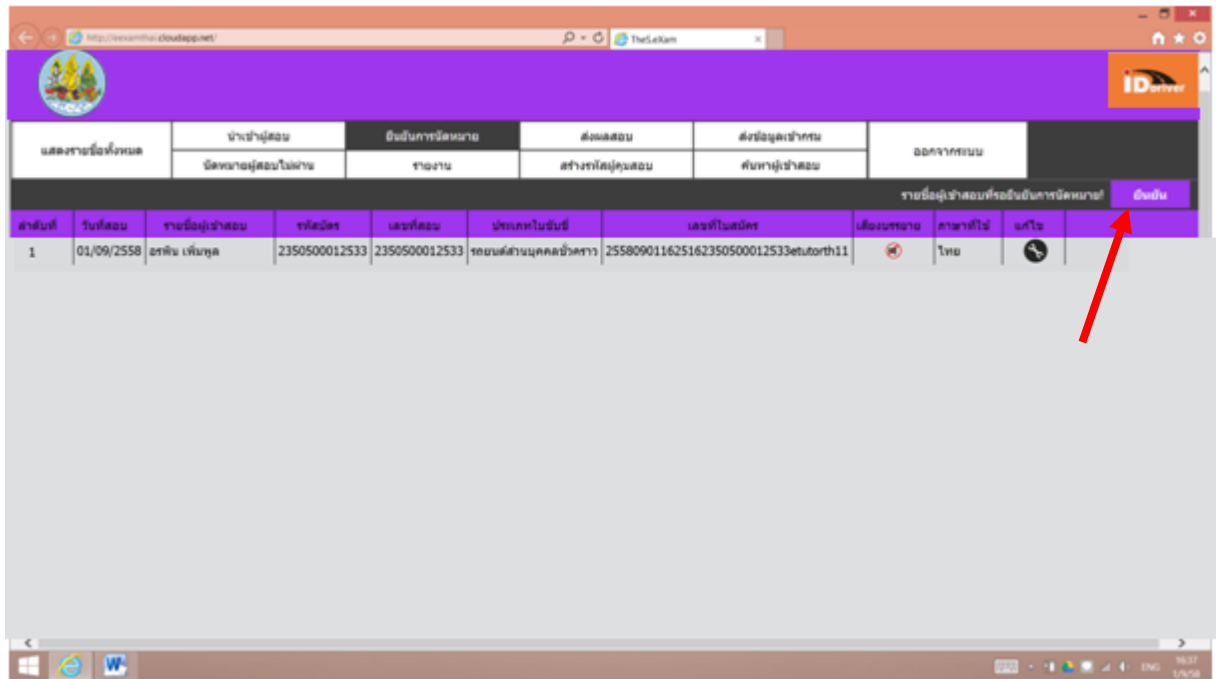 http://eexamthai.cloudapp.net/
TheS.eXam
iDriver
แสดงรายชื่อทั้งหมด
นำเข้าผู้สอบ
ยืนยันการนัดหมาย
ส่งผลสอบ
ส่งข้อมูลเข้ากรม
ออกจากระบบ
นัดหมายผู้สอบไม่ผ่าน
รายงาน
สร้างรหัสผู้คุมสอบ
ค้นหาผู้เข้าสอบ
รายชื่อผู้เข้าสอบที่รอยืนยันการนัดหมาย!
ยืนยัน
ลำดับที่ วันที่สอบ รายชื่อผู้เข้าสอบ รหัสบัตร เลขที่สอบ ประเภทใบขับขี่ เลขที่ใบสมัคร เสียงบรรยาย ภาษาที่ใช้ แก้ไข
1 01/09/2558 อรพิน เพิ่มพูล 2350500012533 2350500012533 รถยนต์ส่วนบุคคลชั่วคราว 255809011625162350500012533etutorth11 ไทย
ENG
16:37
1/9/58